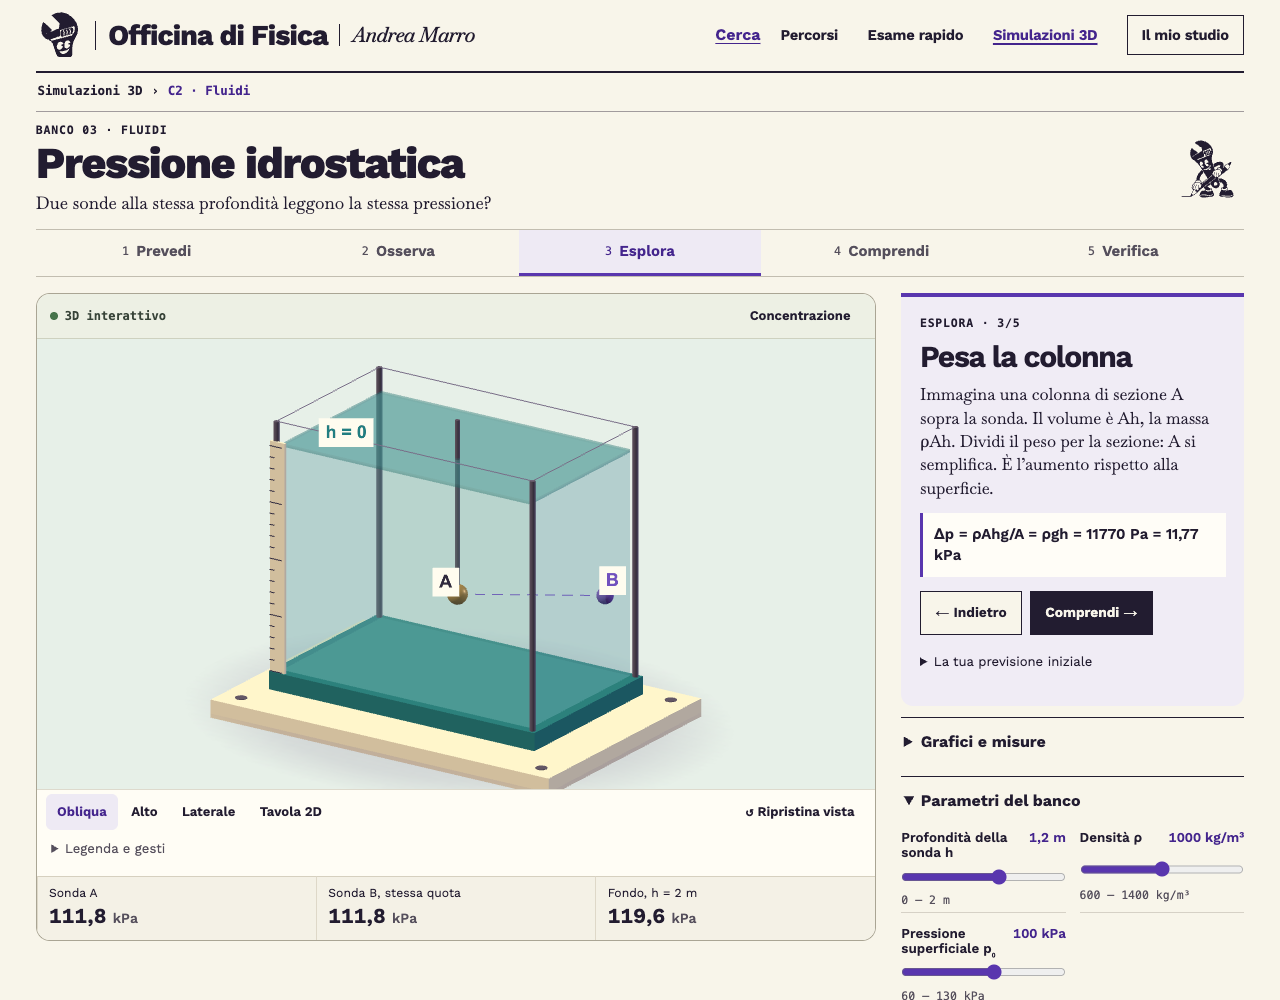 Officina di Fisica
Andrea Marro
Cerca
Percorsi
Esame rapido
Simulazioni 3D
Il mio studio
Simulazioni 3D › C2 · Fluidi
BANCO 03 · FLUIDI
Pressione idrostatica
Due sonde alla stessa profondità leggono la stessa pressione?
1 Prevedi
2 Osserva
3 Esplora
4 Comprendi
5 Verifica
3D interattivo
Concentrazione
h = 0
A
B
Obliqua
Alto
Laterale
Tavola 2D
↺ Ripristina vista
▶ Legenda e gesti
Sonda A
111,8 kPa
Sonda B, stessa quota
111,8 kPa
Fondo, h = 2 m
119,6 kPa
ESPLORA · 3/5
Pesa la colonna
Immagina una colonna di sezione A
sopra la sonda. Il volume è Ah, la massa
ρAh. Dividi il peso per la sezione: A si
semplifica. È l’aumento rispetto alla
superficie.
Δp = ρAhg/A = ρgh = 11770 Pa = 11,77
kPa
← Indietro
Comprendi →
▶ La tua previsione iniziale
▶ Grafici e misure
▼ Parametri del banco
Profondità della
sonda h
1,2 m
0 — 2 m
Densità ρ
1000 kg/m³
600 — 1400 kg/m³
Pressione
superficiale p₀
100 kPa
60 — 130 kPa